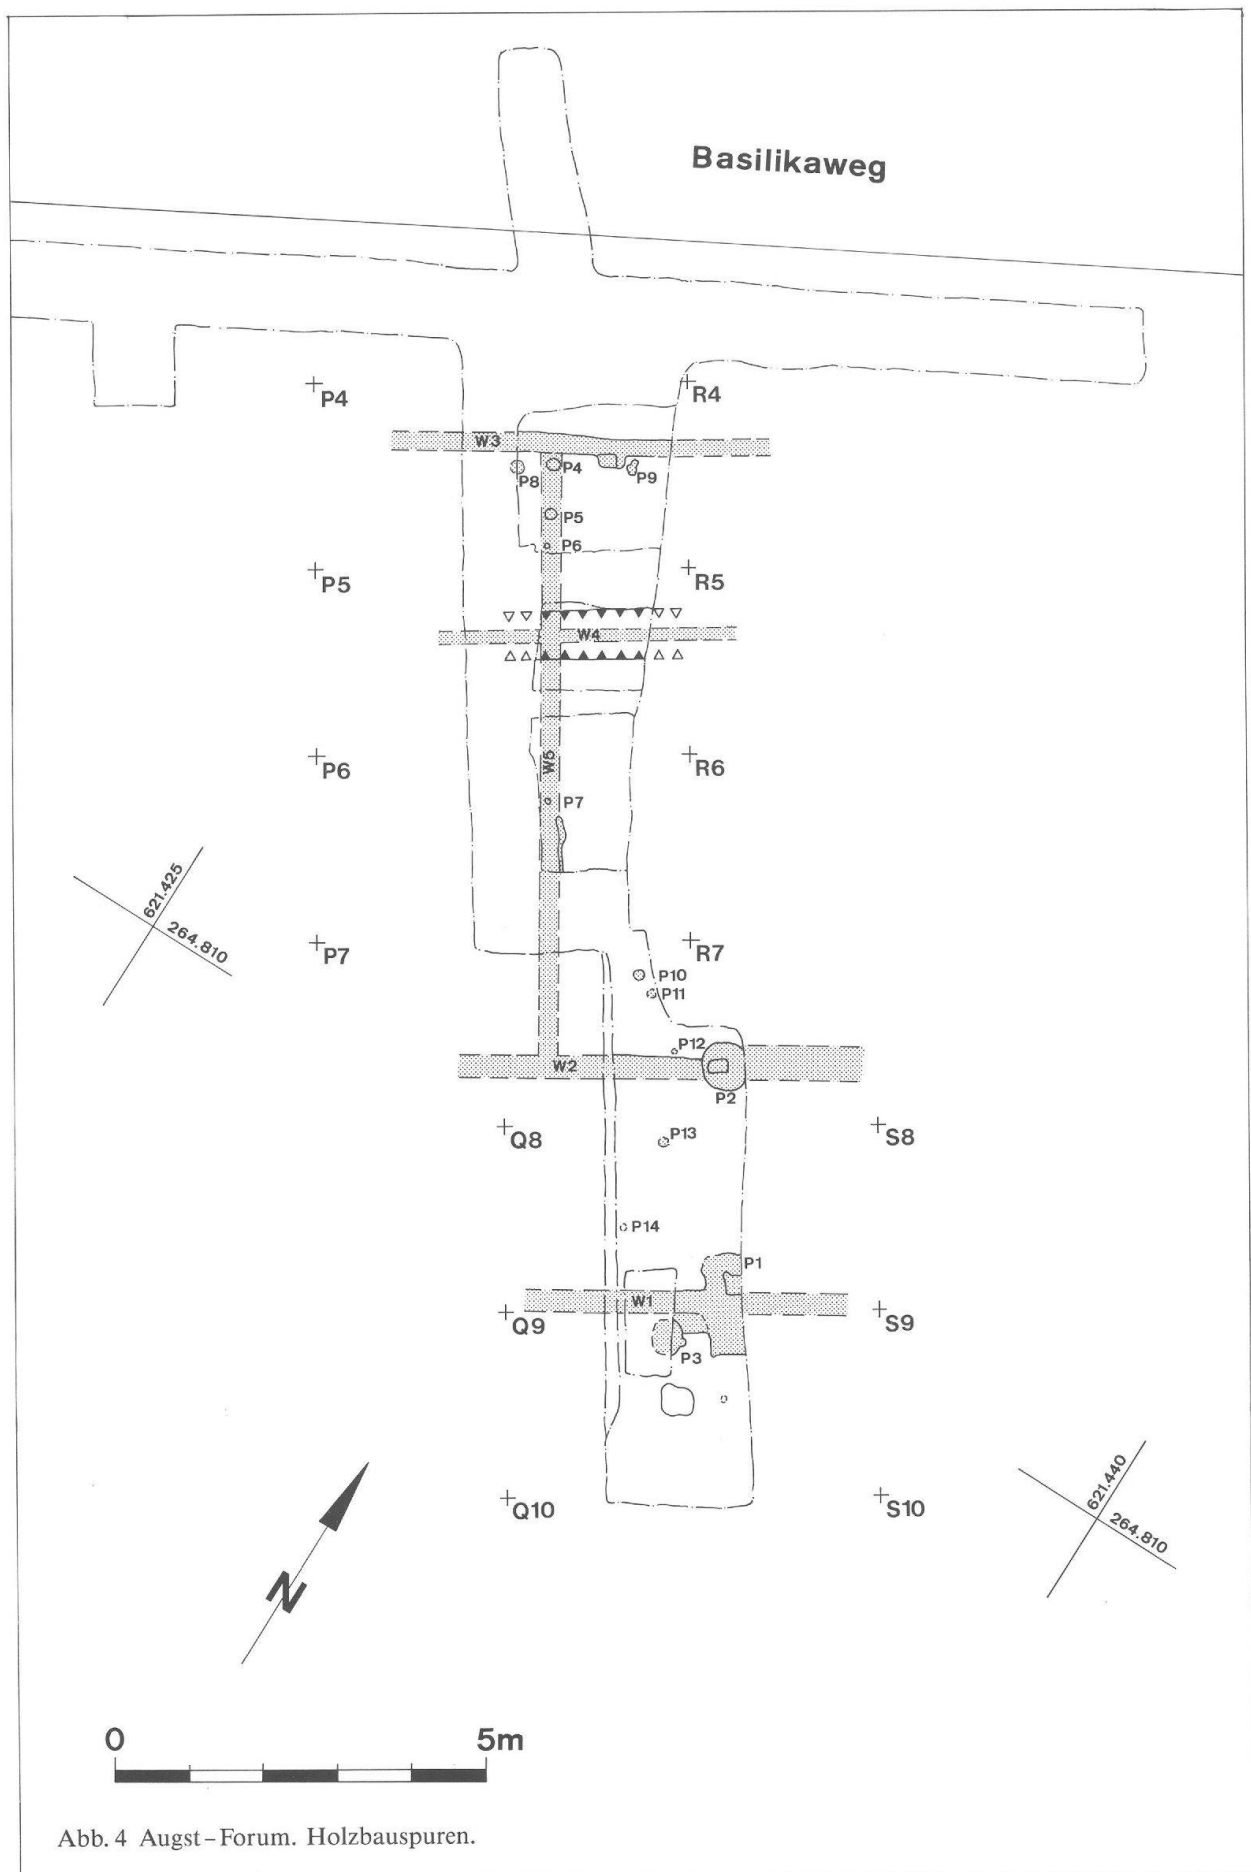 Basilikaweg
P4
R4
W3
P8
P4
P9
P5
P6
P5
R5
W4
P6
W5
R6
P7
621.425
264.810
P7
R7
P10
P11
P12
W2
P2
Q8
P13
S8
P14
P1
W1
Q9
S9
P3
621.440
264.810
Q10
S10
N
0
5m
Abb. 4 Augst–Forum. Holzbauspuren.